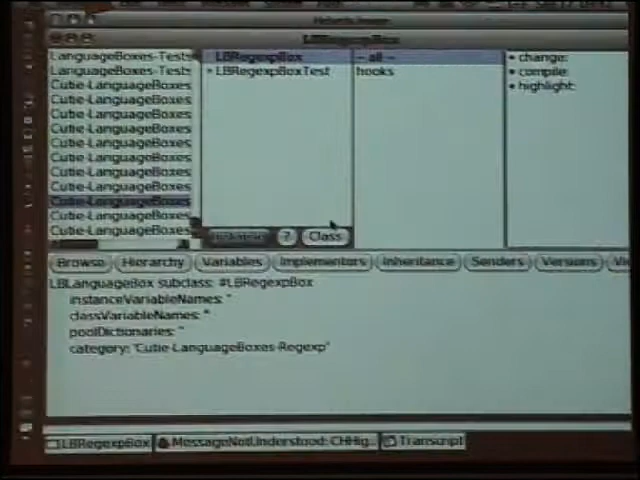 LBRegexpBox
LanguageBoxes-Tests
LanguageBoxes-Tests
Cutie-LanguageBoxes
Cutie-LanguageBoxes
Cutie-LanguageBoxes
Cutie-LanguageBoxes
Cutie-LanguageBoxes
Cutie-LanguageBoxes
Cutie-LanguageBoxes
Cutie-LanguageBoxes
Cutie-LanguageBoxes
Cutie-LanguageBoxes
Cutie-LanguageBoxes
LBRegexpBox
LBRegexpBoxTest
-- all --
hooks
change:
compile:
highlight:
? Class
Browse Hierarchy Variables Implementors Inheritance Senders Versions
LBLanguageBox subclass: #LBRegexpBox
instanceVariableNames: ''
classVariableNames: ''
poolDictionaries: ''
category: 'Cutie-LanguageBoxes-Regexp'
LBRegexpBox MessageNotUnderstood: CHHig... Transcript